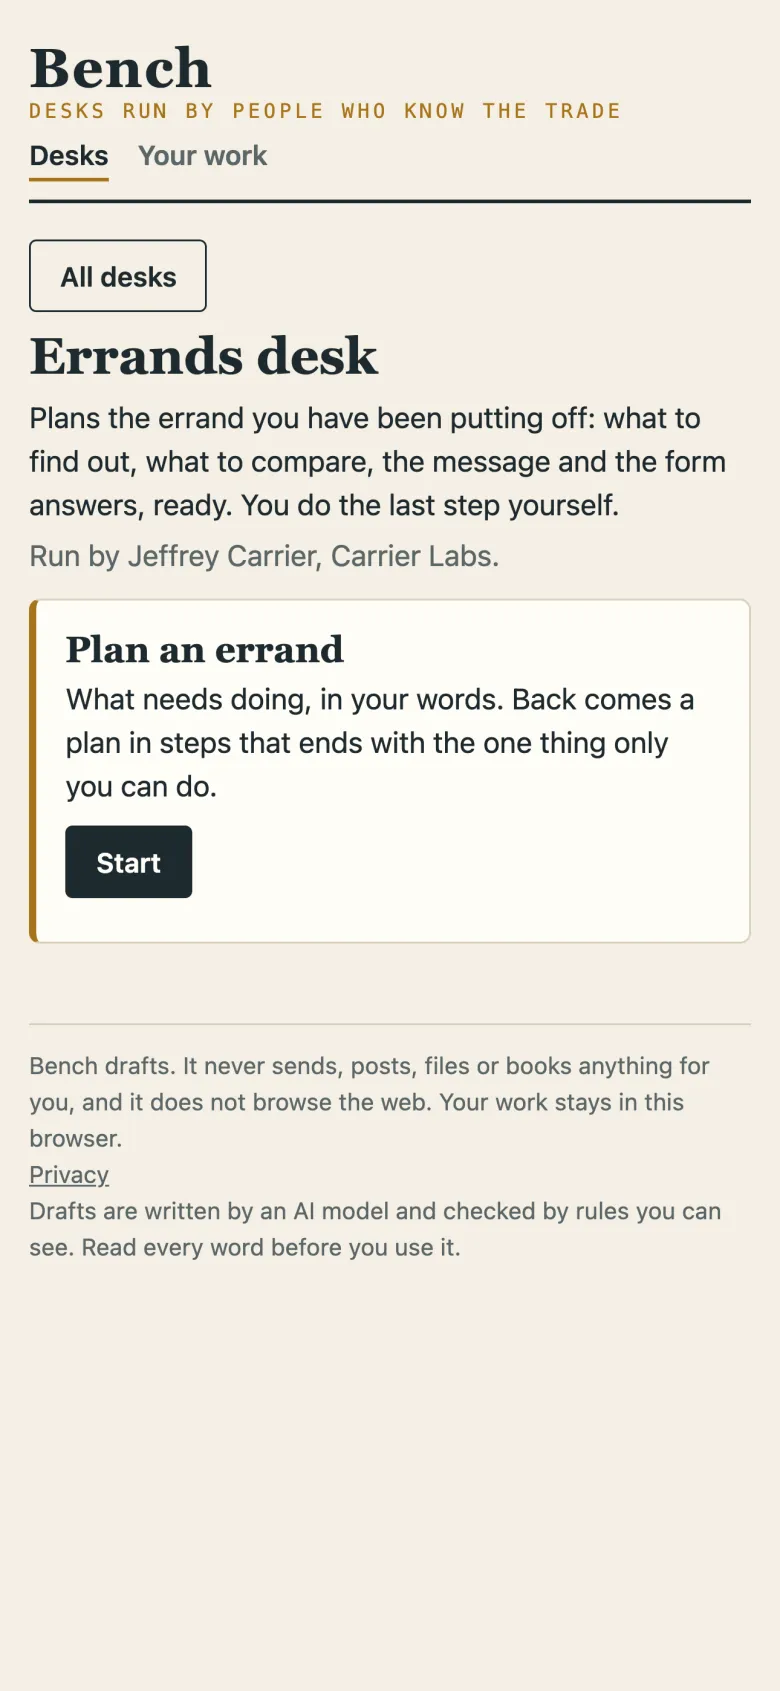 Bench
DESKS RUN BY PEOPLE WHO KNOW THE TRADE
Desks Your work
All desks
Errands desk
Plans the errand you have been putting off: what to
find out, what to compare, the message and the form
answers, ready. You do the last step yourself.
Run by Jeffrey Carrier, Carrier Labs.
Plan an errand
What needs doing, in your words. Back comes a
plan in steps that ends with the one thing only
you can do.
Start
Bench drafts. It never sends, posts, files or books anything for
you, and it does not browse the web. Your work stays in this
browser.
Privacy
Drafts are written by an AI model and checked by rules you can
see. Read every word before you use it.